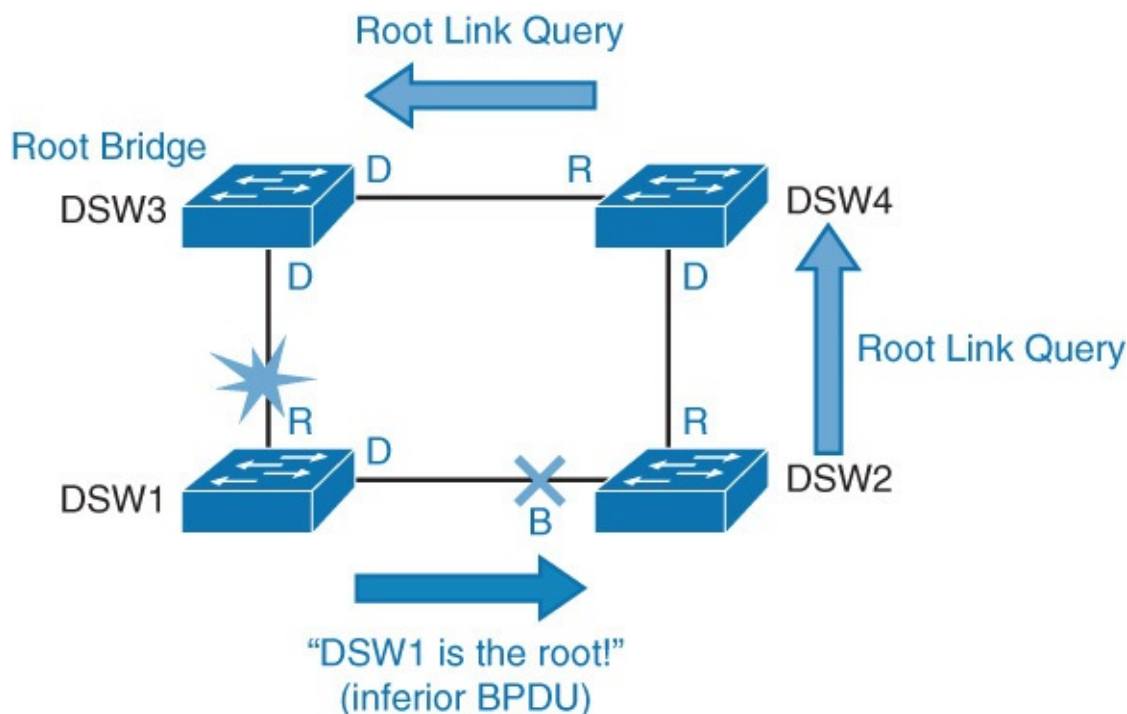 Root Link Query
Root Bridge
D
R
DSW3
DSW4
D
D
Root Link Query
R
R
D
DSW1
DSW2
B
“DSW1 is the root!”
(inferior BPDU)